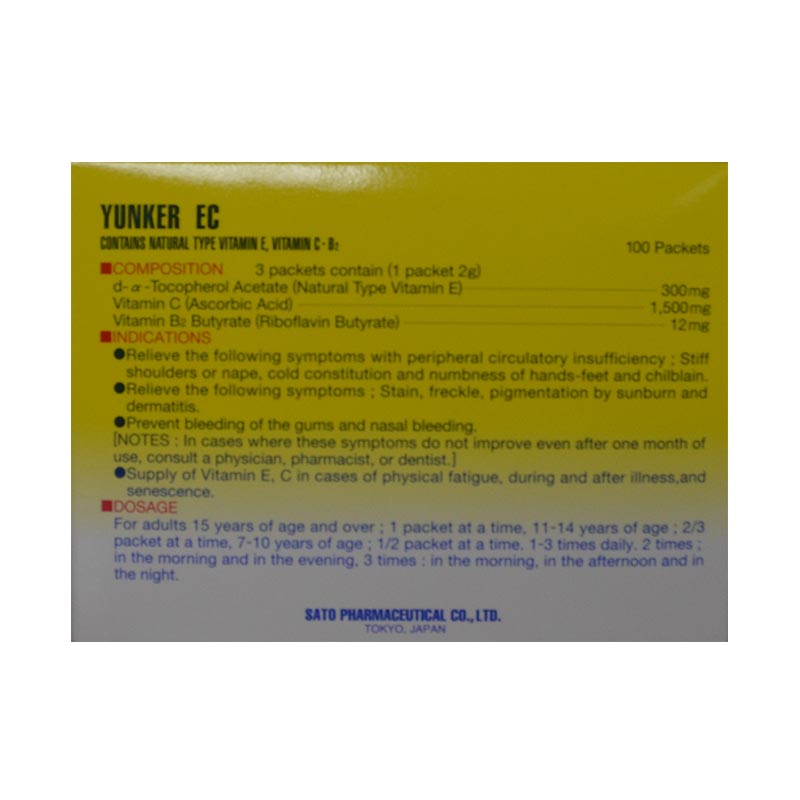 YUNKER EC
CONTAINS NATURAL TYPE VITAMIN E, VITAMIN C · B₂
100 Packets
■COMPOSITION 3 packets contain (1 packet 2g)
d-α-Tocopherol Acetate (Natural Type Vitamin E) 300mg
Vitamin C (Ascorbic Acid) 1,500mg
Vitamin B₂ Butyrate (Riboflavin Butyrate) 12mg
■INDICATIONS
●Relieve the following symptoms with peripheral circulatory insufficiency ; Stiff
shoulders or nape, cold constitution and numbness of hands-feet and chilblain.
●Relieve the following symptoms ; Stain, freckle, pigmentation by sunburn and
dermatitis.
●Prevent bleeding of the gums and nasal bleeding.
[NOTES : In cases where these symptoms do not improve even after one month of
use, consult a physician, pharmacist, or dentist.]
●Supply of Vitamin E, C in cases of physical fatigue, during and after illness,and
senescence.
■DOSAGE
For adults 15 years of age and over ; 1 packet at a time, 11-14 years of age ; 2/3
packet at a time, 7-10 years of age ; 1/2 packet at a time. 1-3 times daily. 2 times ;
in the morning and in the evening, 3 times : in the morning, in the afternoon and in
the night.
SATO PHARMACEUTICAL CO., LTD.
TOKYO, JAPAN